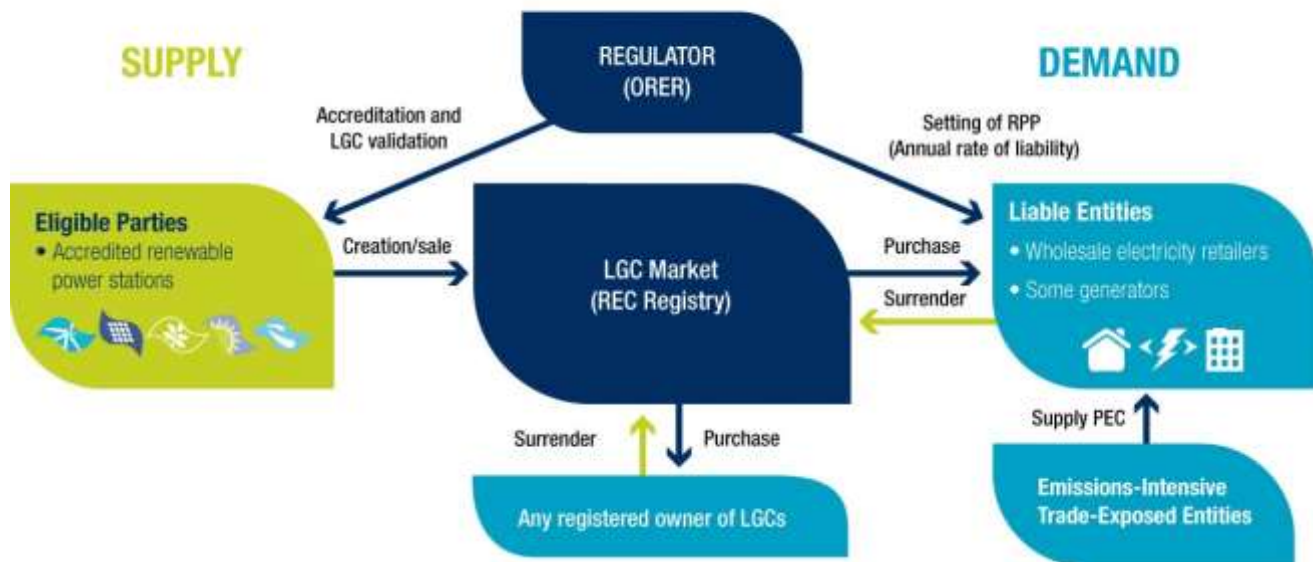 SUPPLY
REGULATOR
(ORER)
DEMAND
Accreditation and
LGC validation
Setting of RPP
(Annual rate of liability)
Eligible Parties
• Accredited renewable
power stations
Creation/sale
LGC Market
(REC Registry)
Purchase
Surrender
Liable Entities
• Wholesale electricity retailers
• Some generators
Surrender
Purchase
Supply PEC
Any registered owner of LGCs
Emissions-Intensive
Trade-Exposed Entities